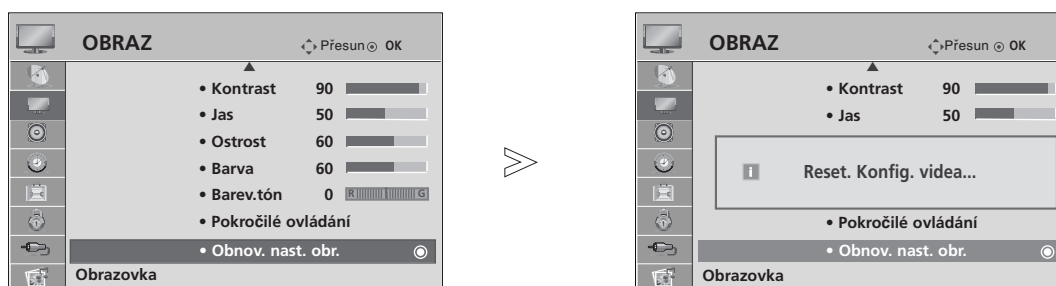 OBRAZ Přesun OK
• Kontrast 90
• Jas 50
• Ostrost 60
• Barva 60
• Barev.tón 0 R G
• Pokročilé ovládání
• Obnov. nast. obr.
Obrazovka
OBRAZ Přesun OK
• Kontrast 90
• Jas 50
i Reset. Konfig. videa...
• Pokročilé ovládání
• Obnov. nast. obr.
Obrazovka